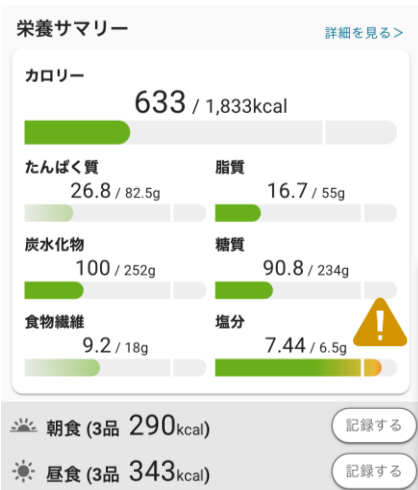 栄養サマリー
詳細を見る>
カロリー
633 / 1,833kcal
たんぱく質
26.8 / 82.5g
脂質
16.7 / 55g
炭水化物
100 / 252g
糖質
90.8 / 234g
食物繊維
9.2 / 18g
塩分
7.44 / 6.5g
朝食 (3品 290kcal)
記録する
昼食 (3品 343kcal)
記録する